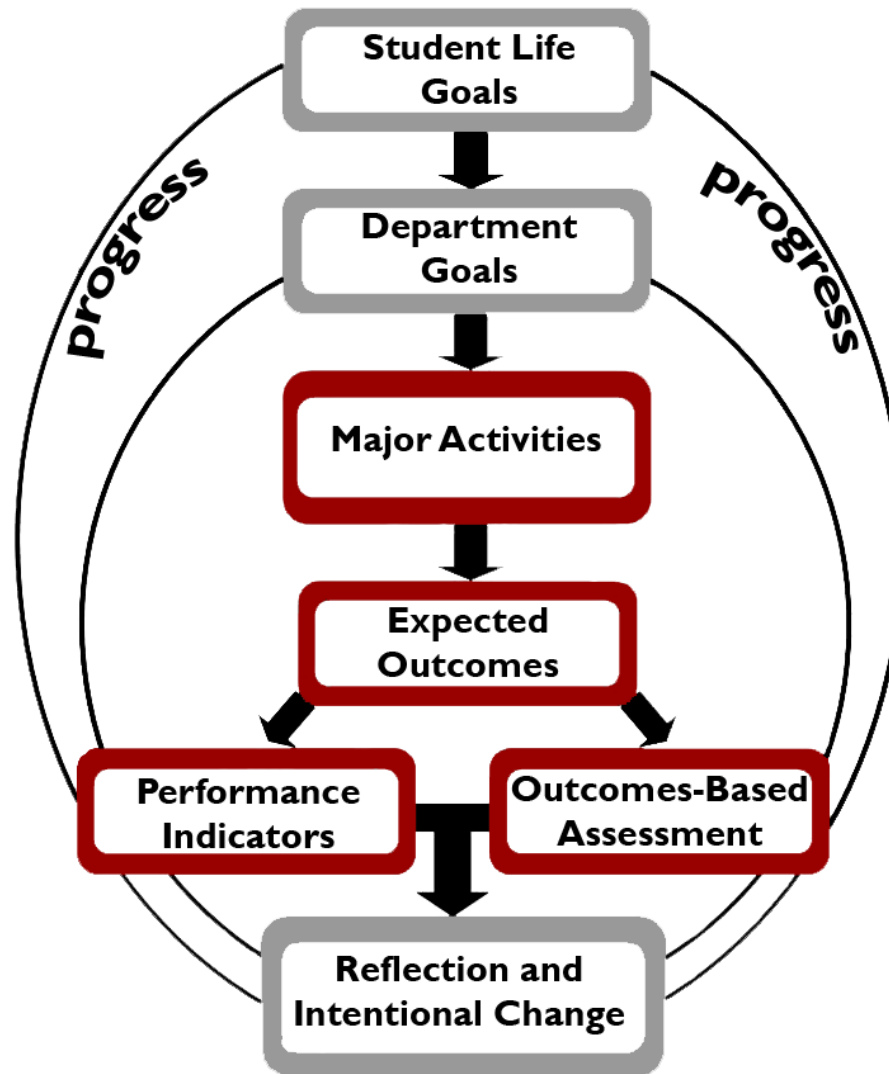 Student Life
Goals
progress
progress
Department
Goals
Major Activities
Expected
Outcomes
Performance
Indicators
Outcomes-Based
Assessment
Reflection and
Intentional Change